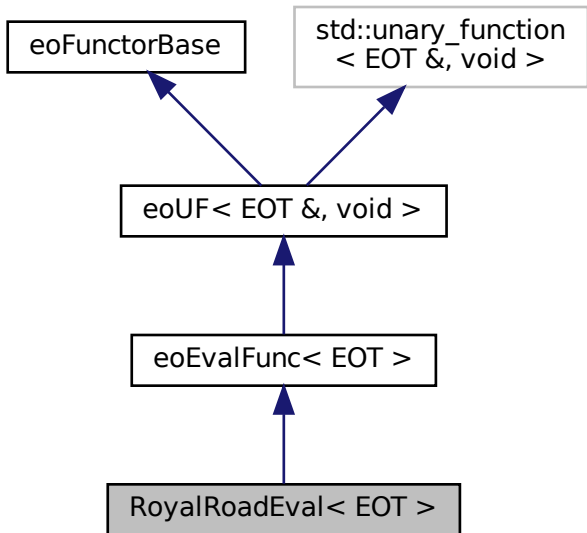 eoFunctorBase
std::unary_function
< EOT &, void >
eoUF< EOT &, void >
eoEvalFunc< EOT >
RoyalRoadEval< EOT >